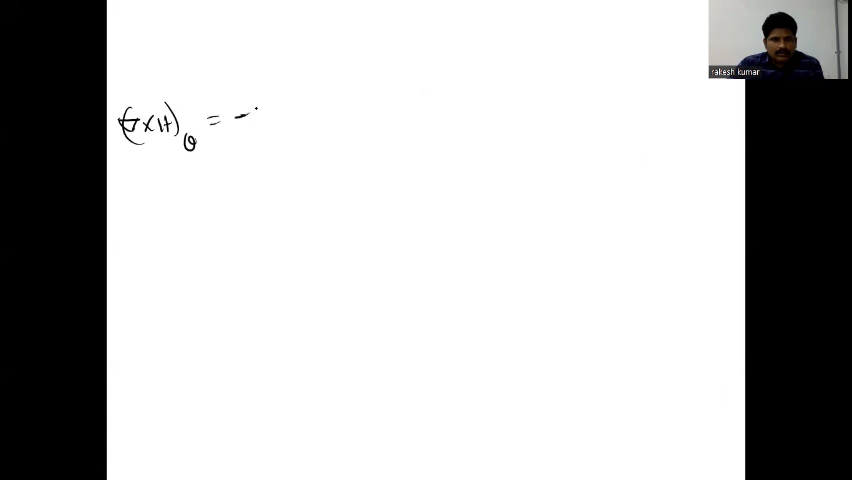 (∇×H)θ = -
rakesh kumar